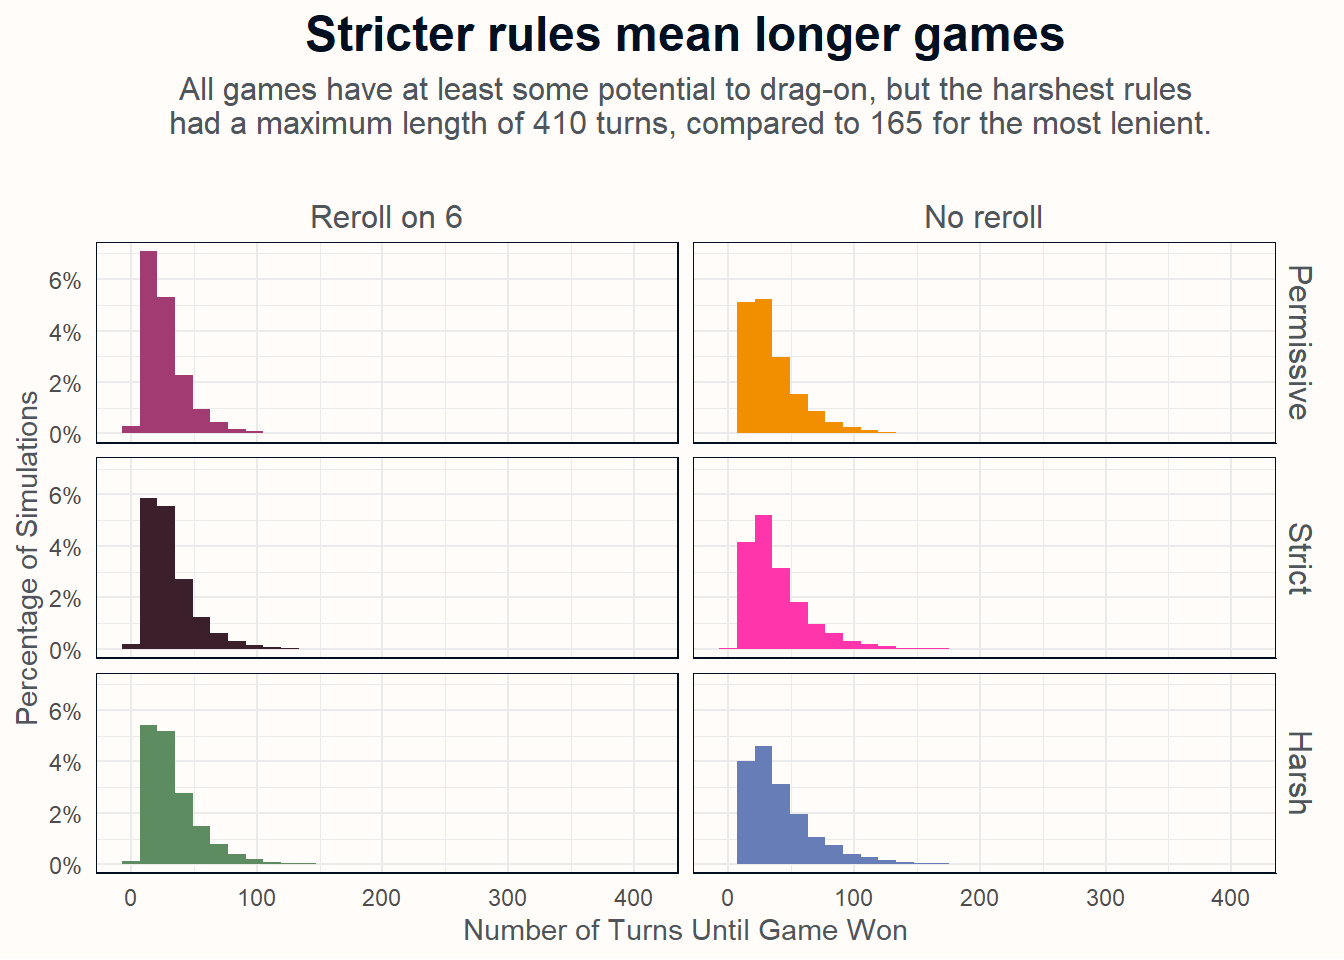 Stricter rules mean longer games
All games have at least some potential to drag-on, but the harshest rules
had a maximum length of 410 turns, compared to 165 for the most lenient.
Reroll on 6
No reroll
6%
4%
2%
0%
Permissive
6%
4%
2%
0%
Strict
6%
4%
2%
0%
Harsh
Percentage of Simulations
0 100 200 300 400
0 100 200 300 400
Number of Turns Until Game Won